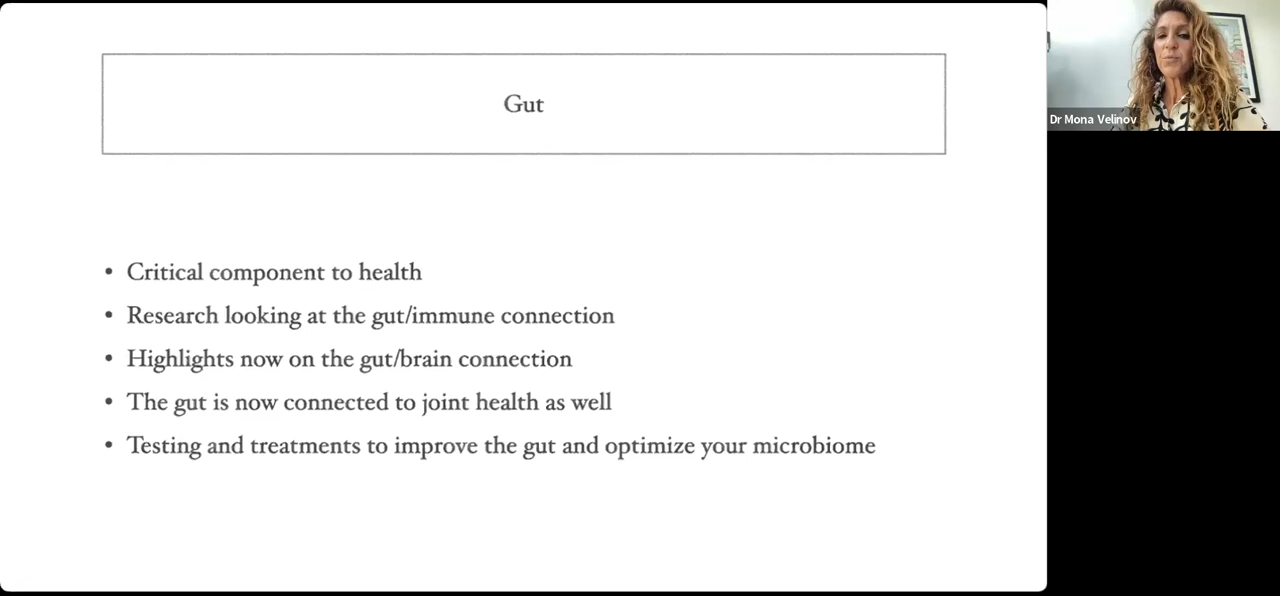 Gut
• Critical component to health
• Research looking at the gut/immune connection
• Highlights now on the gut/brain connection
• The gut is now connected to joint health as well
• Testing and treatments to improve the gut and optimize your microbiome
Dr Mona Velinov